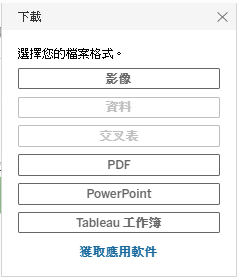 下載
選擇您的檔案格式。
影像
資料
交叉表
PDF
PowerPoint
Tableau 工作簿
獲取應用軟件